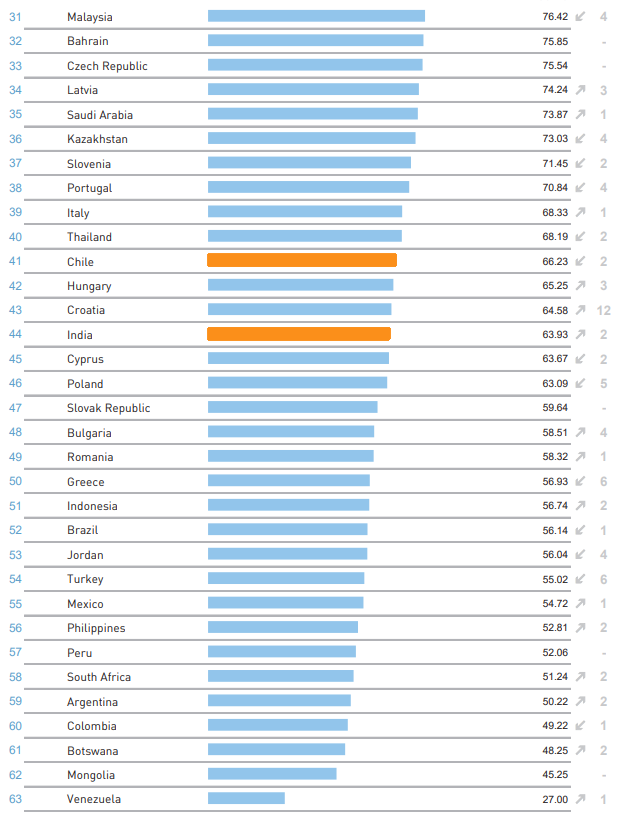 31 Malaysia 76.42 ↙ 4
32 Bahrain 75.85 -
33 Czech Republic 75.54 -
34 Latvia 74.24 ↗ 3
35 Saudi Arabia 73.87 ↗ 1
36 Kazakhstan 73.03 ↙ 4
37 Slovenia 71.45 ↙ 2
38 Portugal 70.84 ↙ 4
39 Italy 68.33 ↗ 1
40 Thailand 68.19 ↙ 2
41 Chile 66.23 ↙ 2
42 Hungary 65.25 ↗ 3
43 Croatia 64.58 ↗ 12
44 India 63.93 ↗ 2
45 Cyprus 63.67 ↙ 2
46 Poland 63.09 ↙ 5
47 Slovak Republic 59.64 -
48 Bulgaria 58.51 ↗ 4
49 Romania 58.32 ↗ 1
50 Greece 56.93 ↙ 6
51 Indonesia 56.74 ↗ 2
52 Brazil 56.14 ↙ 1
53 Jordan 56.04 ↙ 4
54 Turkey 55.02 ↙ 6
55 Mexico 54.72 ↗ 1
56 Philippines 52.81 ↗ 2
57 Peru 52.06 -
58 South Africa 51.24 ↗ 2
59 Argentina 50.22 ↗ 2
60 Colombia 49.22 ↙ 1
61 Botswana 48.25 ↗ 2
62 Mongolia 45.25 -
63 Venezuela 27.00 ↗ 1